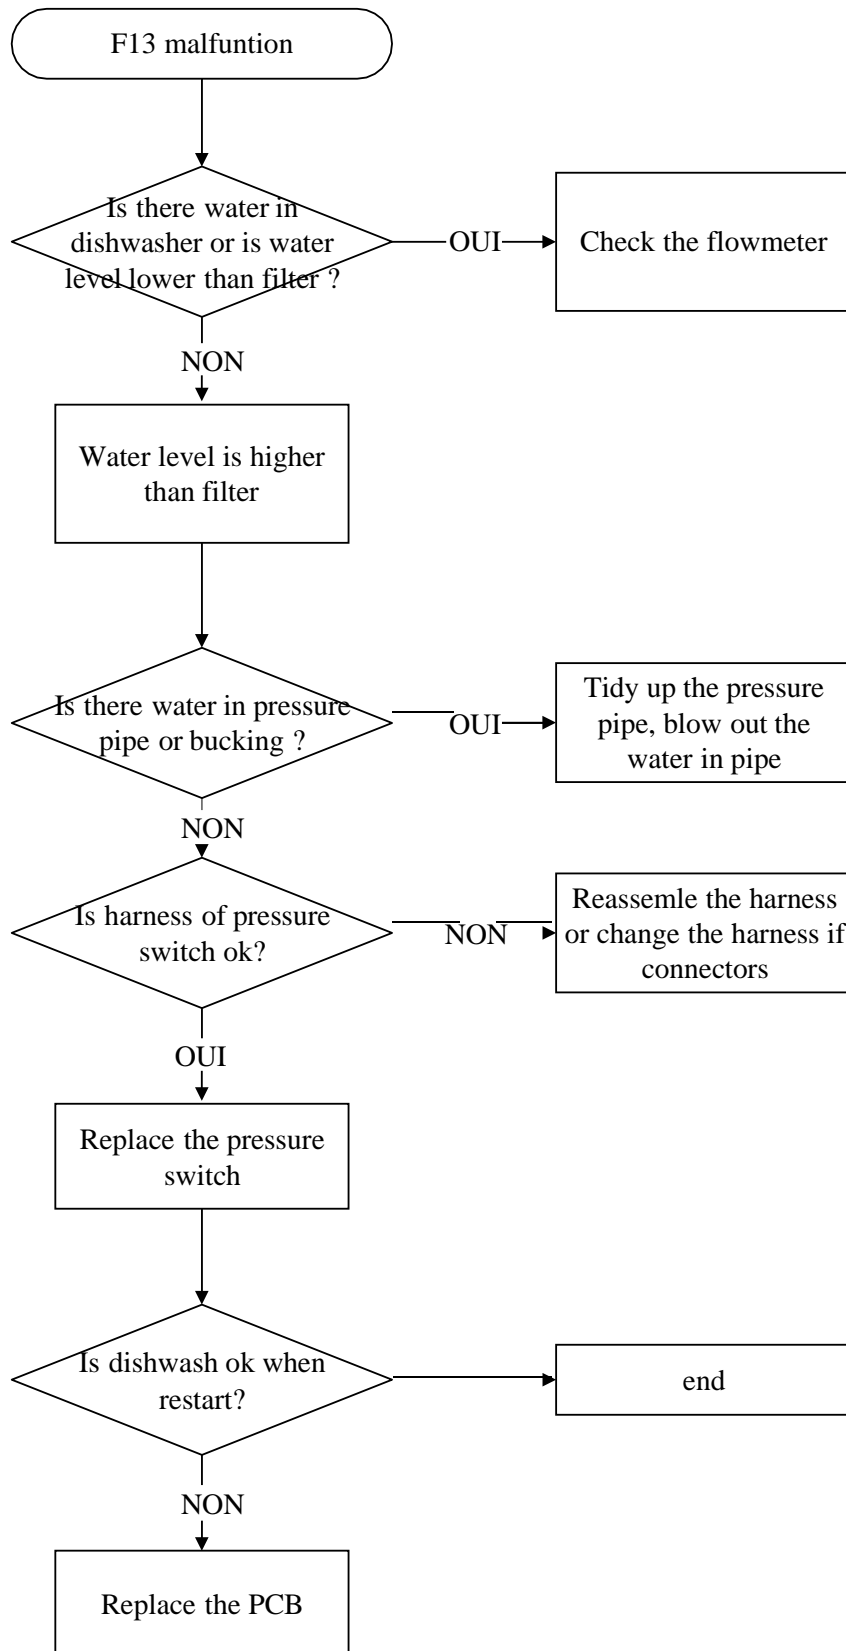 F13 malfuntion
Is there water in
dishwasher or is water
level lower than filter ?
OUI
Check the flowmeter
NON
Water level is higher
than filter
Is there water in pressure
pipe or bucking ?
OUI
Tidy up the pressure
pipe, blow out the
water in pipe
NON
Is harness of pressure
switch ok?
NON
Reassemle the harness
or change the harness if
connectors
OUI
Replace the pressure
switch
Is dishwash ok when
restart?
end
NON
Replace the PCB